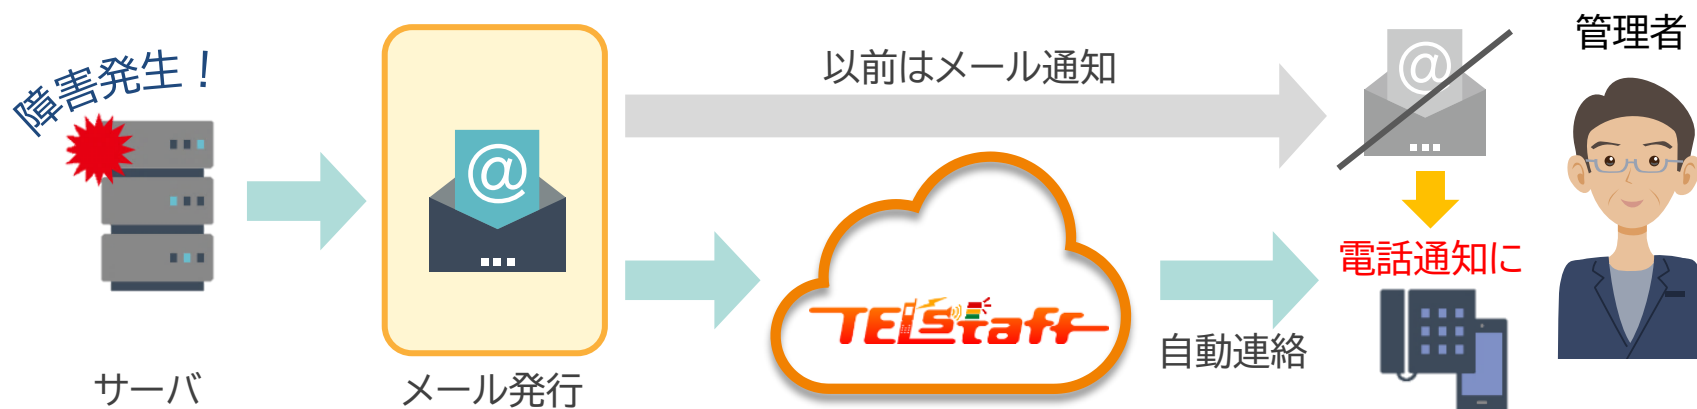 障害発生！
サーバ
@
メール発行
以前はメール通知
TELStaff
自動連絡
@
電話通知に
管理者